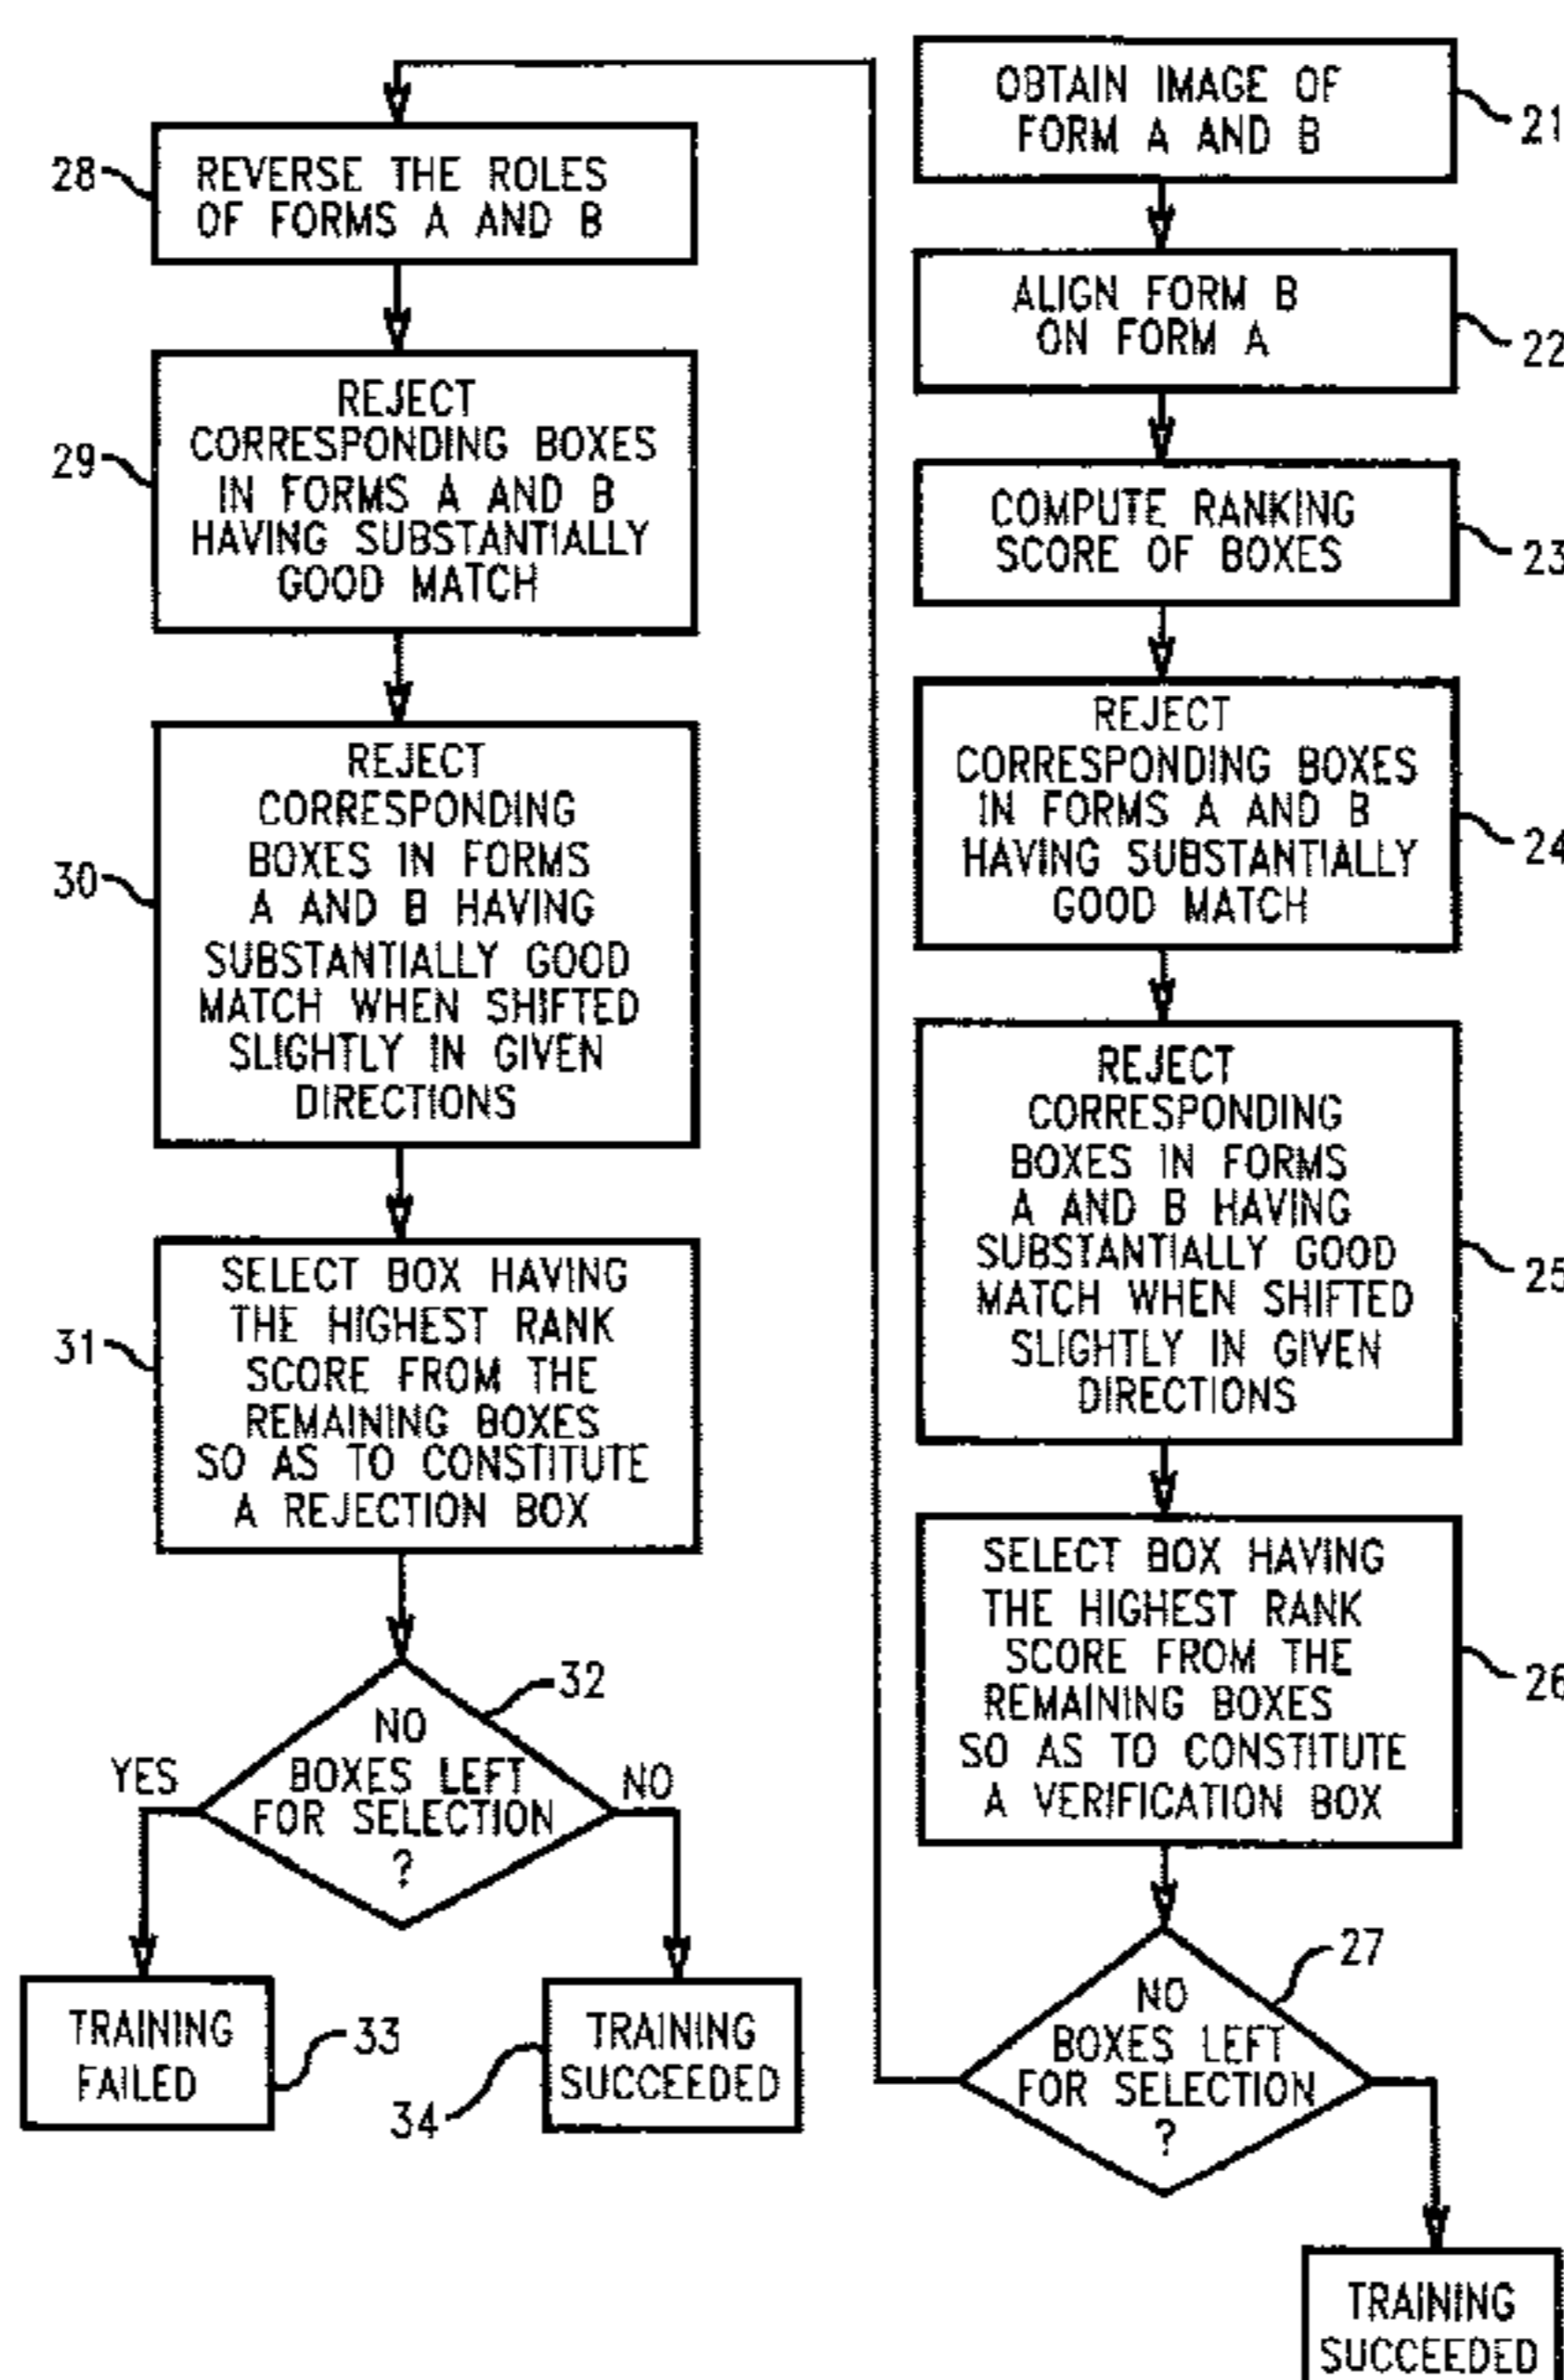 OBTAIN IMAGE OF
FORM A AND B
21
ALIGN FORM B
ON FORM A
22
COMPUTE RANKING
SCORE OF BOXES
23
REJECT
CORRESPONDING BOXES
IN FORMS A AND B
HAVING SUBSTANTIALLY
GOOD MATCH
24
REJECT
CORRESPONDING
BOXES IN FORMS
A AND B HAVING
SUBSTANTIALLY GOOD
MATCH WHEN SHIFTED
SLIGHTLY IN GIVEN
DIRECTIONS
25
SELECT BOX HAVING
THE HIGHEST RANK
SCORE FROM THE
REMAINING BOXES
SO AS TO CONSTITUTE
A VERIFICATION BOX
26
NO
BOXES LEFT
FOR SELECTION
?
27
TRAINING
SUCCEEDED
28
REVERSE THE ROLES
OF FORMS A AND B
29
REJECT
CORRESPONDING BOXES
IN FORMS A AND B
HAVING SUBSTANTIALLY
GOOD MATCH
30
REJECT
CORRESPONDING
BOXES IN FORMS
A AND B HAVING
SUBSTANTIALLY GOOD
MATCH WHEN SHIFTED
SLIGHTLY IN GIVEN
DIRECTIONS
31
SELECT BOX HAVING
THE HIGHEST RANK
SCORE FROM THE
REMAINING BOXES
SO AS TO CONSTITUTE
A REJECTION BOX
32
NO
BOXES LEFT
FOR SELECTION
?
YES
NO
TRAINING
FAILED
33
TRAINING
SUCCEEDED
34